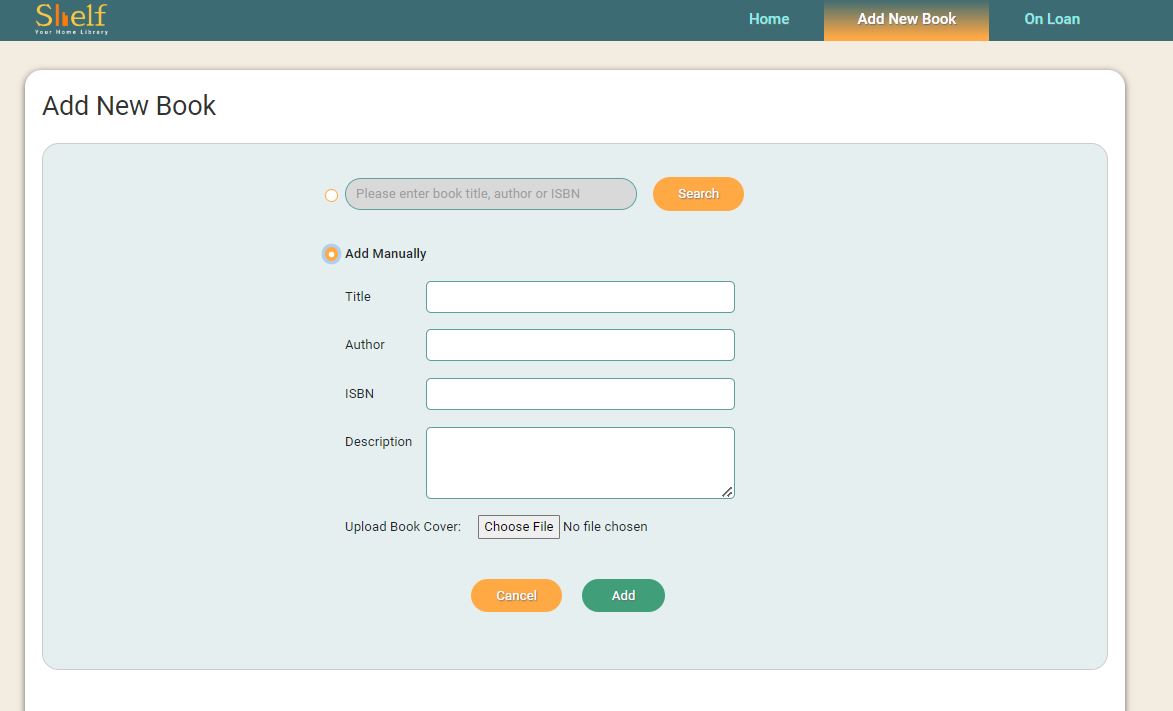 Shelf
Your Home Library
Home
Add New Book
On Loan
Add New Book
Please enter book title, author or ISBN
Search
Add Manually
Title
Author
ISBN
Description
Upload Book Cover: Choose File No file chosen
Cancel
Add